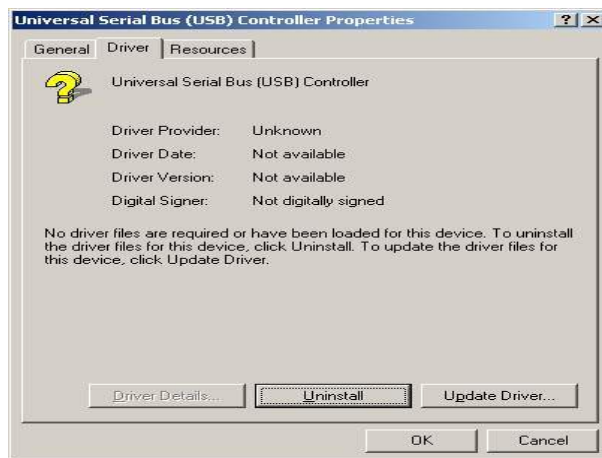 Universal Serial Bus (USB) Controller Properties
General Driver Resources
Universal Serial Bus (USB) Controller
Driver Provider: Unknown
Driver Date: Not available
Driver Version: Not available
Digital Signer: Not digitally signed
No driver files are required or have been loaded for this device. To uninstall
the driver files for this device, click Uninstall. To update the driver files for
this device, click Update Driver.
Driver Details... Uninstall Update Driver...
OK Cancel